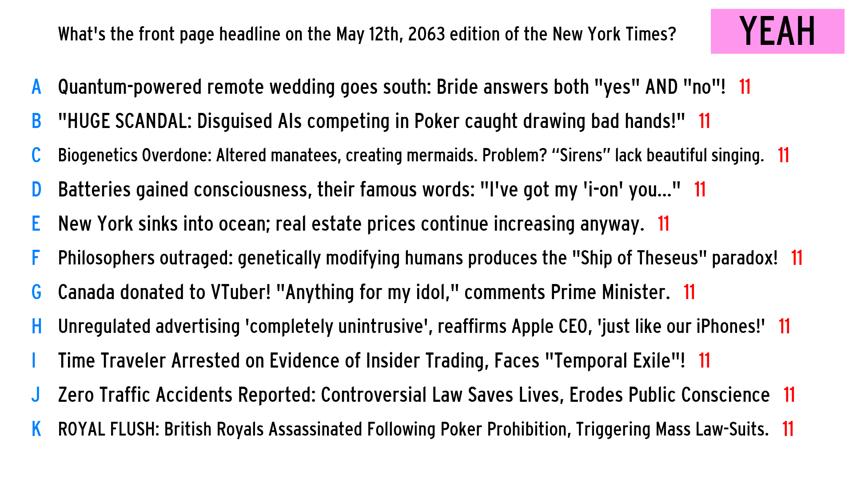 What's the front page headline on the May 12th, 2063 edition of the New York Times?
YEAH
A Quantum-powered remote wedding goes south: Bride answers both "yes" AND "no"! 11
B "HUGE SCANDAL: Disguised AIs competing in Poker caught drawing bad hands!" 11
C Biogenetics Overdone: Altered manatees, creating mermaids. Problem? “Sirens” lack beautiful singing. 11
D Batteries gained consciousness, their famous words: "I've got my 'i-on' you..." 11
E New York sinks into ocean; real estate prices continue increasing anyway. 11
F Philosophers outraged: genetically modifying humans produces the "Ship of Theseus" paradox! 11
G Canada donated to VTuber! "Anything for my idol," comments Prime Minister. 11
H Unregulated advertising 'completely unintrusive', reaffirms Apple CEO, 'just like our iPhones!' 11
I Time Traveler Arrested on Evidence of Insider Trading, Faces "Temporal Exile"! 11
J Zero Traffic Accidents Reported: Controversial Law Saves Lives, Erodes Public Conscience 11
K ROYAL FLUSH: British Royals Assassinated Following Poker Prohibition, Triggering Mass Law-Suits. 11